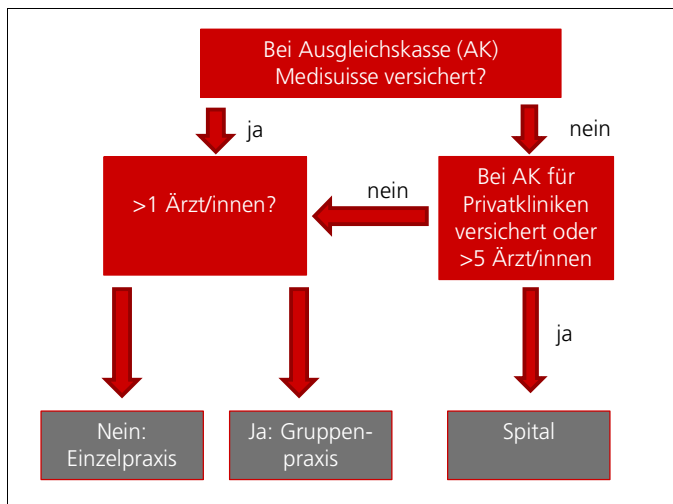 Bei Ausgleichskasse (AK)
Medisuisse versichert?
ja
nein
>1 Ärzt/innen?
nein
Bei AK für
Privatkliniken
versichert oder
>5 Ärzt/innen
ja
Nein:
Einzelpraxis
Ja: Gruppen-
praxis
Spital